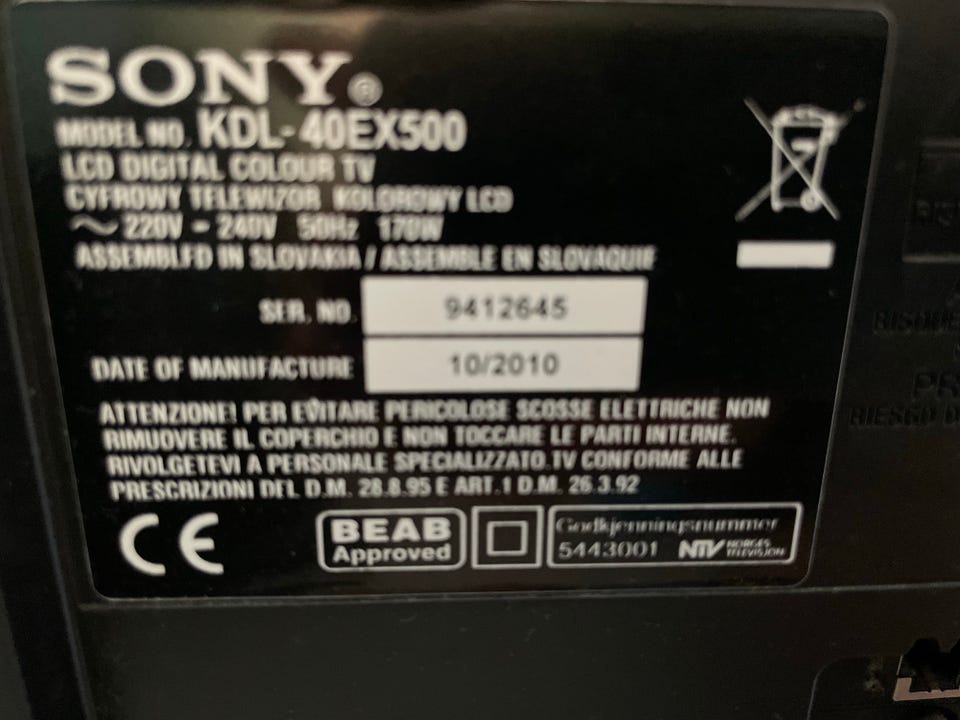 SONY®
MODEL NO. KDL-40EX500
LCD DIGITAL COLOUR TV
CYFROWY TELEWIZOR KOLOROWY LCD
~ 220V - 240V 50Hz 170W
ASSEMBLED IN SLOVAKIA / ASSEMBLE EN SLOVAQUIE
SER. NO. 9412645
DATE OF MANUFACTURE 10/2010
ATTENZIONE! PER EVITARE PERICOLOSE SCOSSE ELETTRICHE NON
RIMUOVERE IL COPERCHIO E NON TOCCARE LE PARTI INTERNE.
RIVOLGETEVI A PERSONALE SPECIALIZZATO.TV CONFORME ALLE
PRESCRIZIONI DEL D.M. 28.8.95 E ART.1 D.M. 26.3.92
CE
BEAB
Approved
Godkjenningsnummer
5443001 NTV NORGES TELEVISJON
RIESGO D